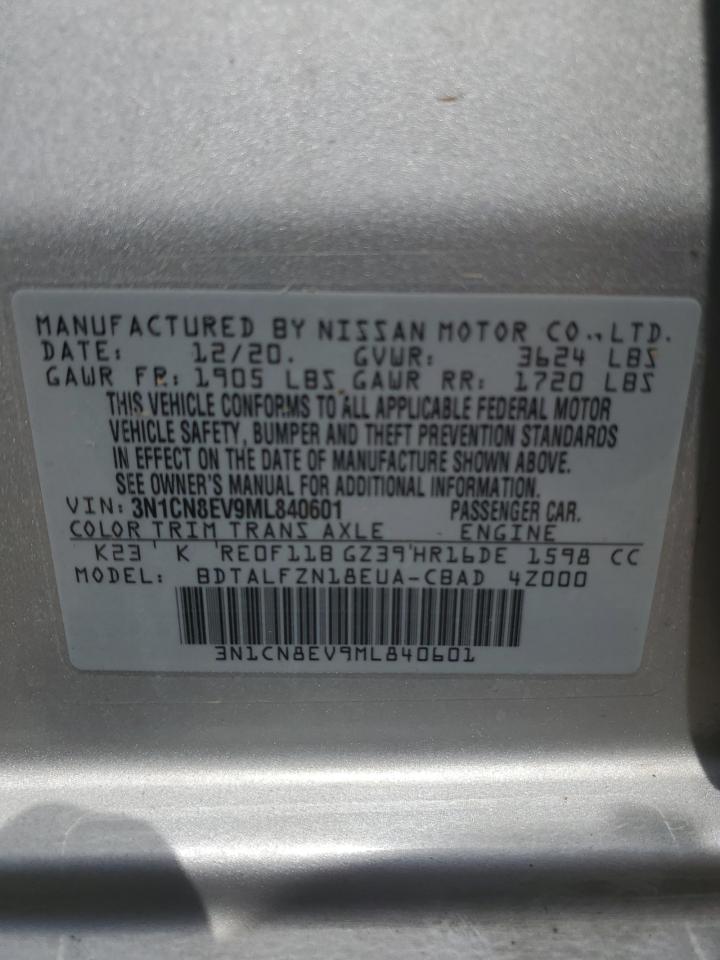 MANUFACTURED BY NISSAN MOTOR CO.,LTD.
DATE: 12/20. GVWR: 3624 LBS
GAWR FR: 1905 LBS GAWR RR: 1720 LBS
THIS VEHICLE CONFORMS TO ALL APPLICABLE FEDERAL MOTOR
VEHICLE SAFETY, BUMPER AND THEFT PREVENTION STANDARDS
IN EFFECT ON THE DATE OF MANUFACTURE SHOWN ABOVE.
SEE OWNER'S MANUAL FOR ADDITIONAL INFORMATION.
VIN: 3N1CN8EV9ML840601 PASSENGER CAR.
COLOR TRIM TRANS AXLE ENGINE
K23 K RE0F11B GZ39 HR16DE 1598 CC
MODEL: BDTALFZN18EUA-CBAD 4Z000
3N1CN8EV9ML840601